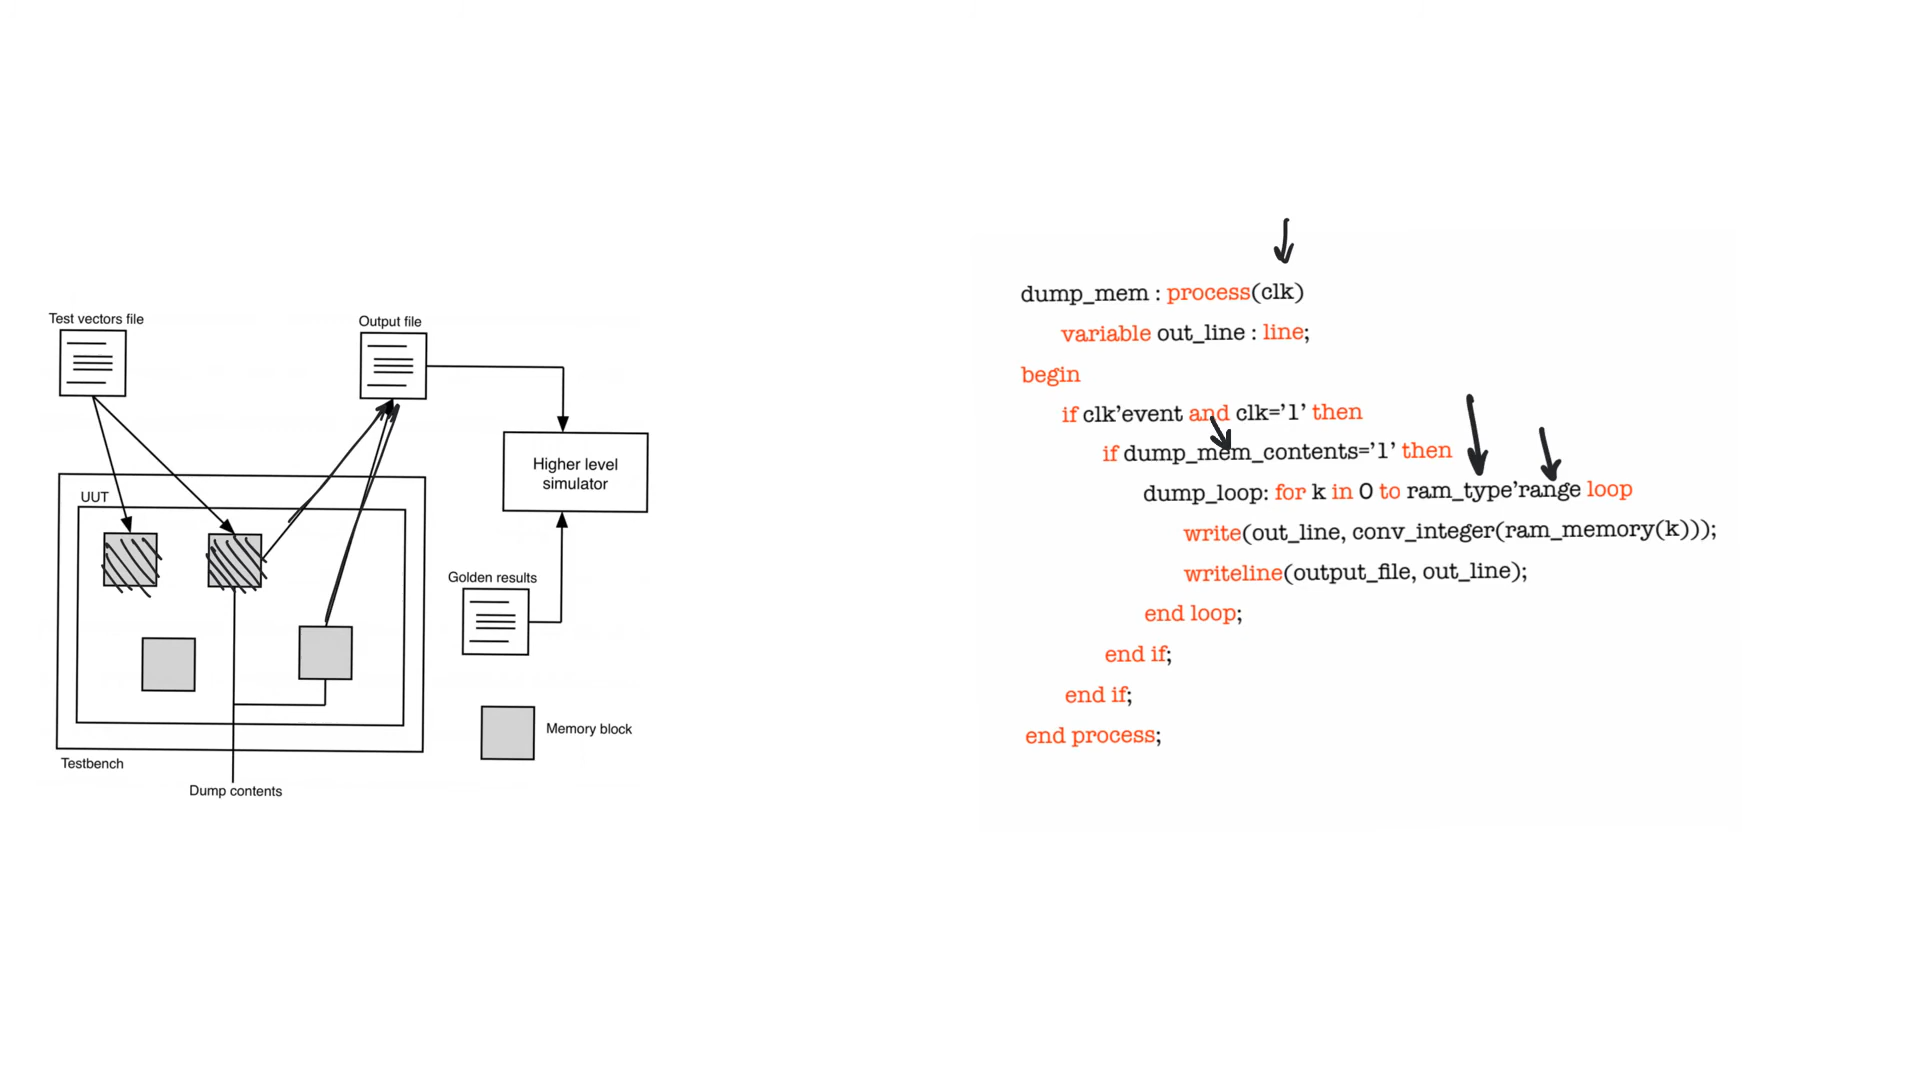 Test vectors file
Output file
UUT
Higher level
simulator
Golden results
Memory block
Testbench
Dump contents
dump_mem : process(clk)
variable out_line : line;
begin
if clk’event and clk=’1’ then
if dump_mem_contents=’1’ then
dump_loop: for k in 0 to ram_type’range loop
write(out_line, conv_integer(ram_memory(k)));
writeline(output_file, out_line);
end loop;
end if;
end if;
end process;